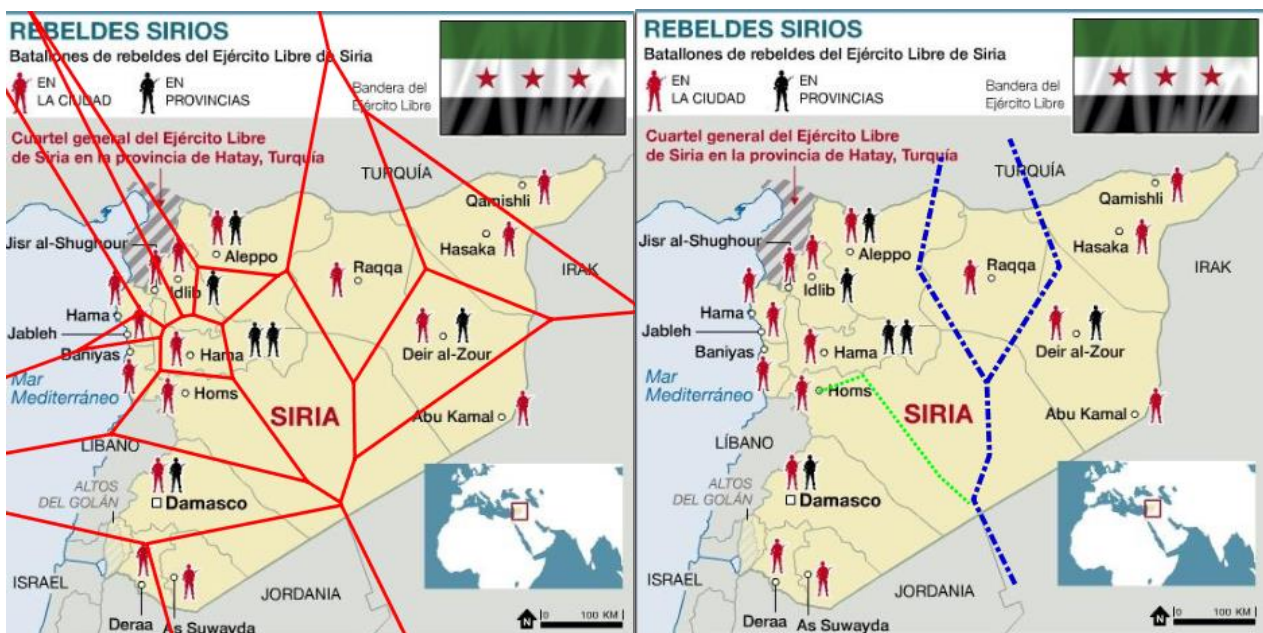 REBELDES SIRIOS
Batallones de rebeldes del Ejército Libre de Siria
EN
LA CIUDAD
EN
PROVINCIAS
Bandera del
Ejército Libre
Cuartel general del Ejército Libre
de Siria en la provincia de Hatay, Turquía
TURQUÍA
Qamishli
Jisr al-Shughour
Aleppo
Hasaka
Raqqa
IRAK
Idlib
Hama
Jableh
Baniyas
Hama
Deir al-Zour
Mar
Mediterráneo
Homs
SIRIA
Abu Kamal
LÍBANO
ALTOS
DEL GOLÁN
Damasco
ISRAEL
JORDANIA
Deraa
As Suwayda
N
0 100 KM
REBELDES SIRIOS
Batallones de rebeldes del Ejército Libre de Siria
EN
LA CIUDAD
EN
PROVINCIAS
Bandera del
Ejército Libre
Cuartel general del Ejército Libre
de Siria en la provincia de Hatay, Turquía
TURQUÍA
Qamishli
Jisr al-Shughour
Aleppo
Hasaka
Raqqa
IRAK
Idlib
Hama
Jableh
Baniyas
Hama
Deir al-Zour
Mar
Mediterráneo
Homs
SIRIA
Abu Kamal
LÍBANO
ALTOS
DEL GOLÁN
Damasco
ISRAEL
JORDANIA
Deraa
As Suwayda
N
0 100 KM